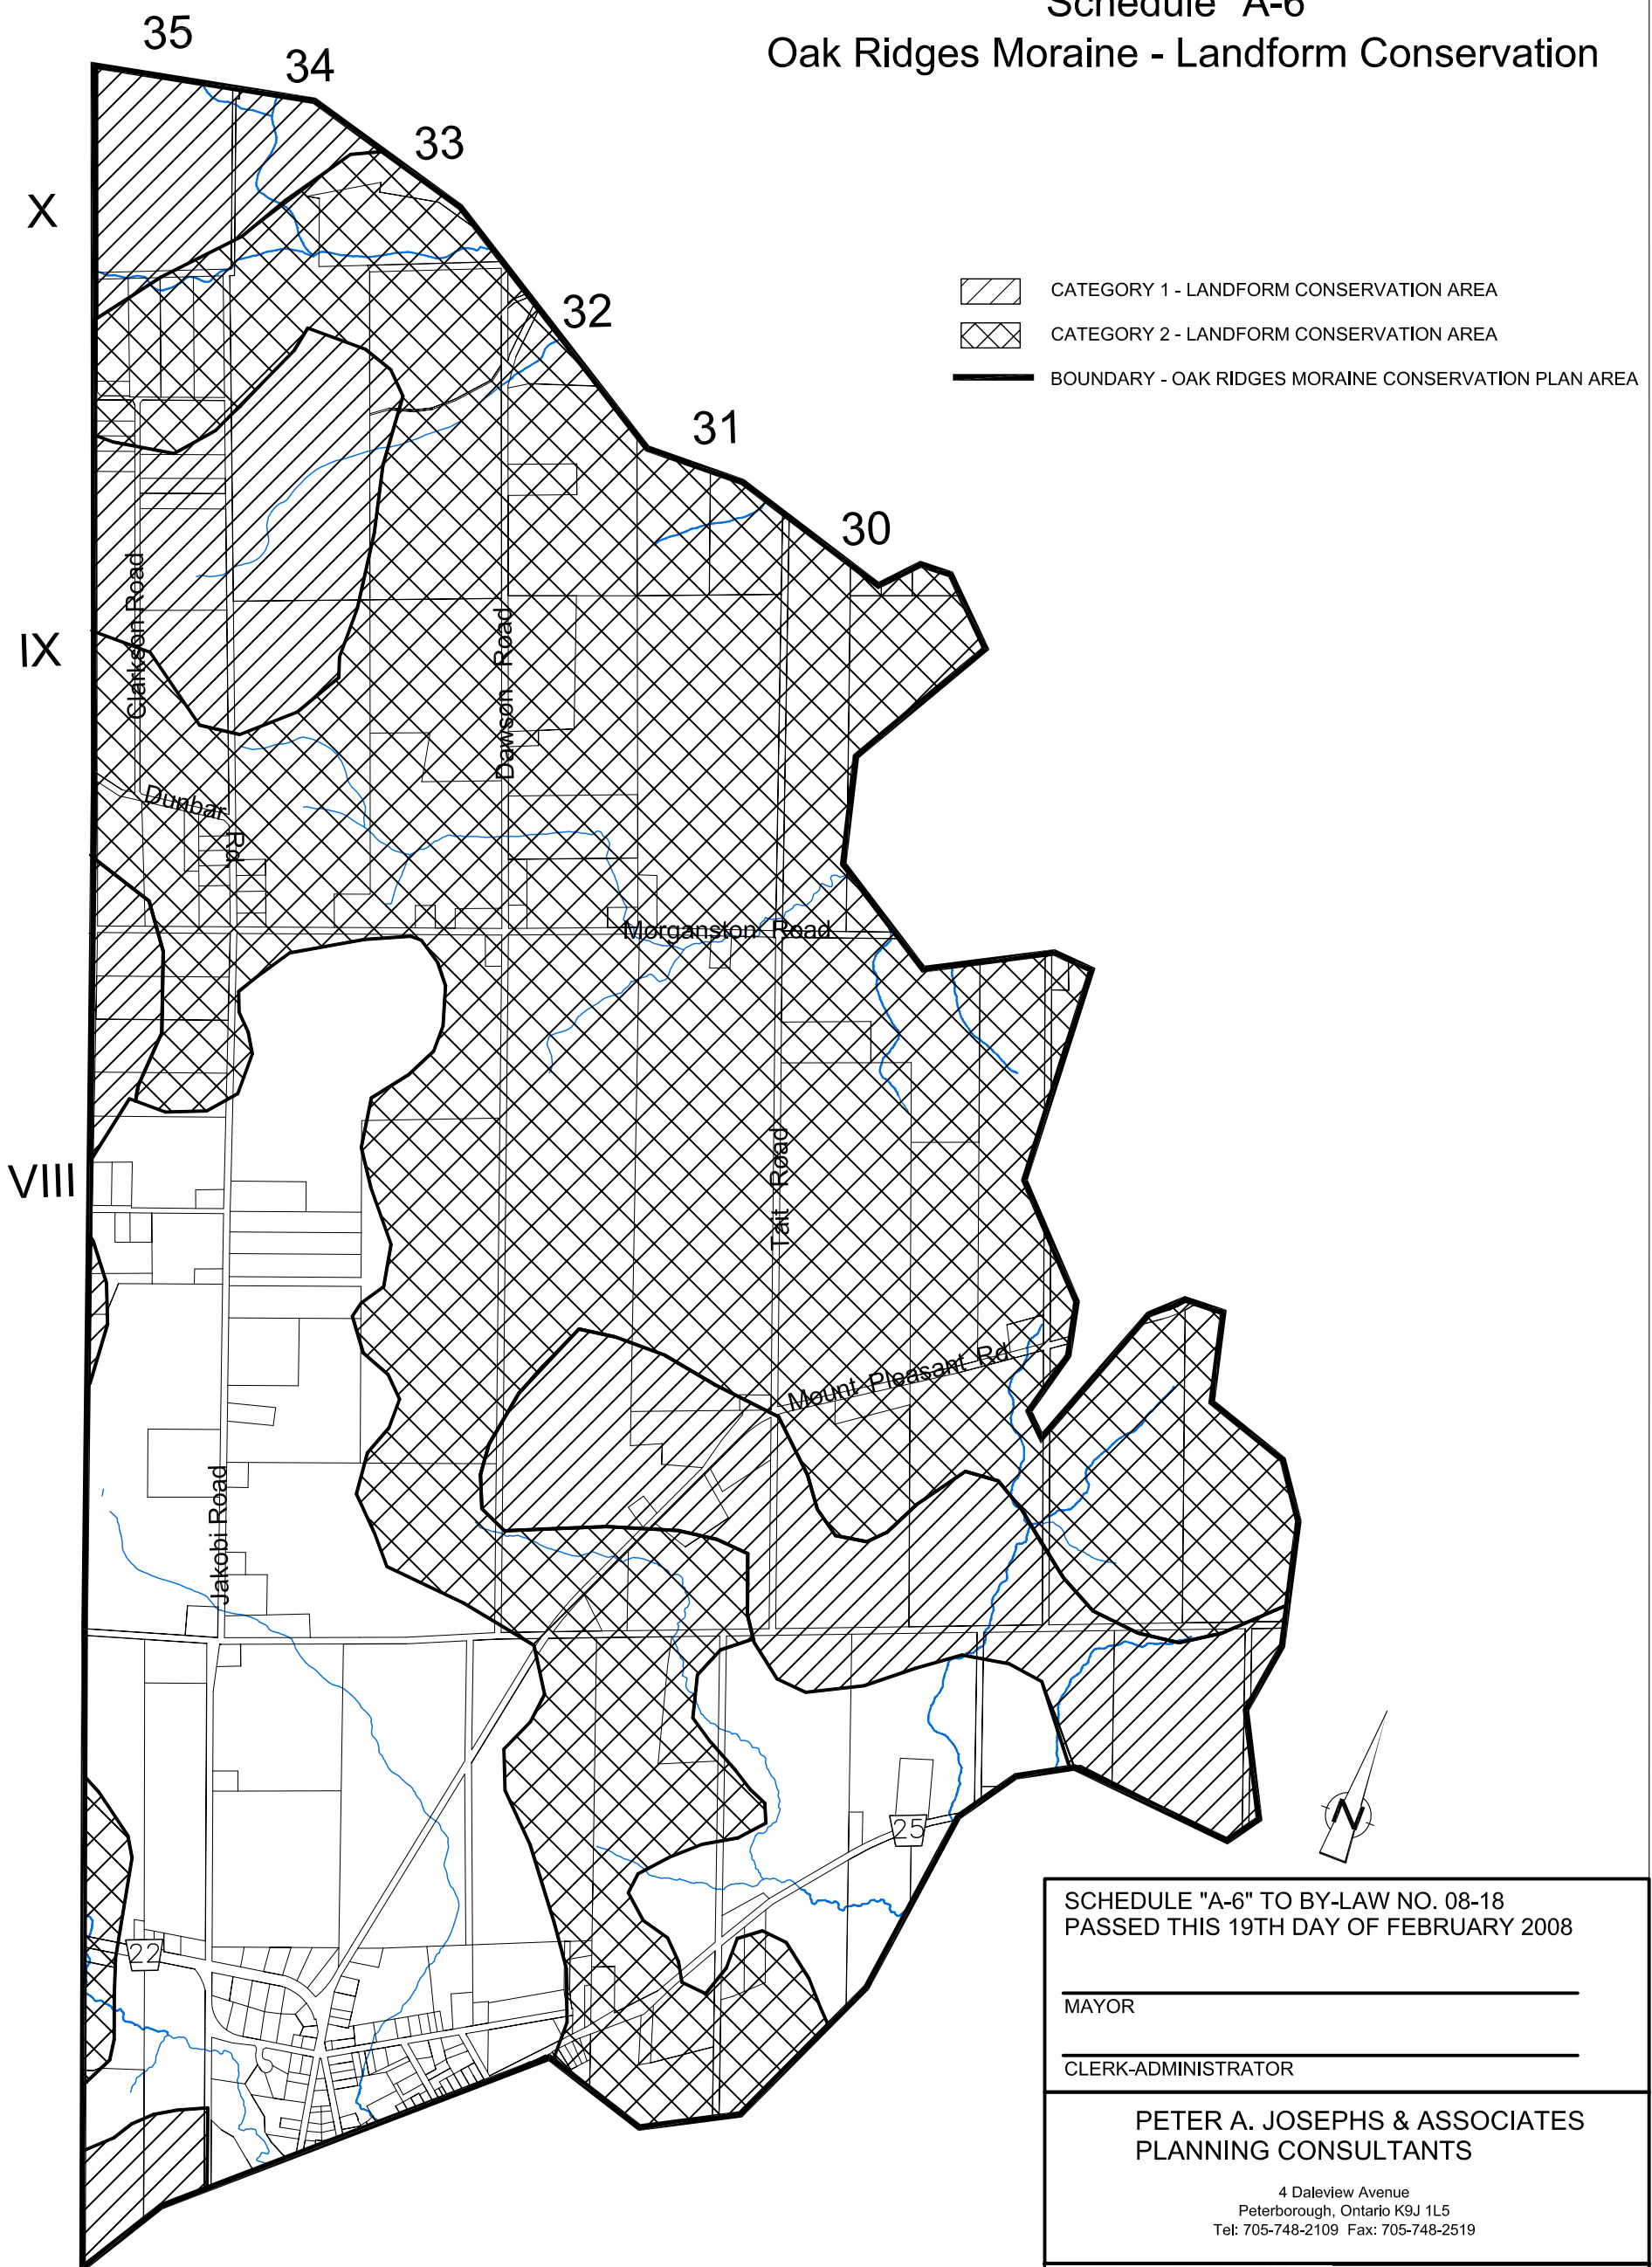 Schedule "A-6"
Oak Ridges Moraine - Landform Conservation
35
34
33
32
31
30
X
IX
VIII
CATEGORY 1 - LANDFORM CONSERVATION AREA
CATEGORY 2 - LANDFORM CONSERVATION AREA
BOUNDARY - OAK RIDGES MORAINE CONSERVATION PLAN AREA
Clarkson Road
Dawson Road
Dunbar
Rd.
Morganston Road
Tait Road
Mount Pleasant Rd.
Jakobi Road
25
22
N
SCHEDULE "A-6" TO BY-LAW NO. 08-18
PASSED THIS 19TH DAY OF FEBRUARY 2008
MAYOR
CLERK-ADMINISTRATOR
PETER A. JOSEPHS & ASSOCIATES
PLANNING CONSULTANTS
4 Daleview Avenue
Peterborough, Ontario K9J 1L5
Tel: 705-748-2109 Fax: 705-748-2519